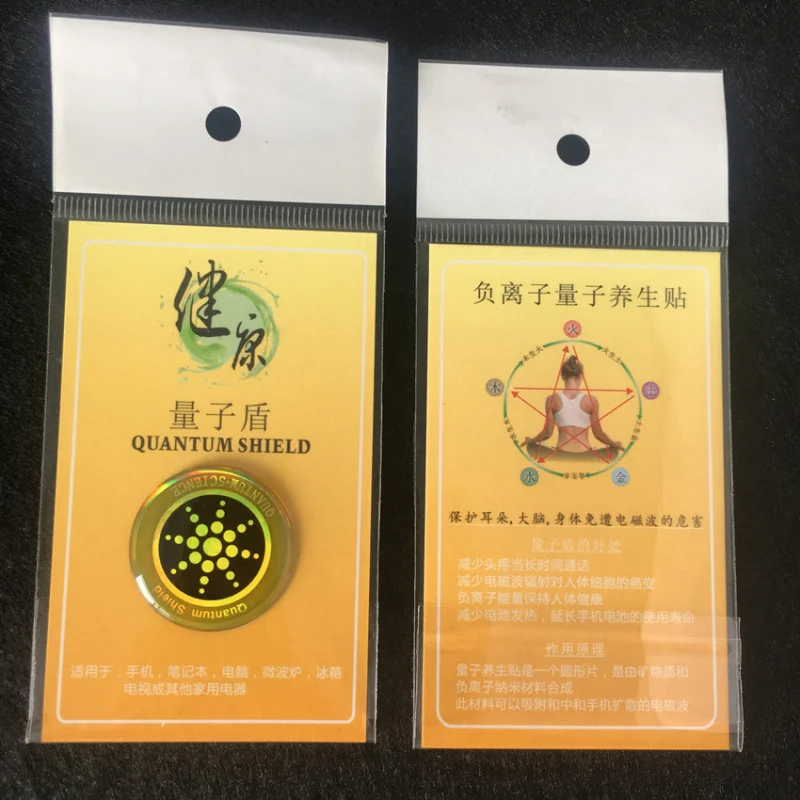 健康
量子盾
QUANTUM SHIELD
QUANTUM·SCIENCE
Quantum Shield
适用于：手机，笔记本，电脑，微波炉，冰箱
电视或其他家用电器
负离子量子养生贴
火
木生火
火生土
木
土
水
金
保护耳朵,大脑,身体免遭电磁波的危害
量子盾的好处
减少头疼当长时间通话
减少电磁波辐射对人体细胞的癌变
负离子能量保持人体健康
减少电池发热，延长手机电池的使用寿命
作用原理
量子养生贴是一个圆形片，是由矿物质和
负离子纳米材料合成
此材料可以吸附和中和手机扩散的电磁波